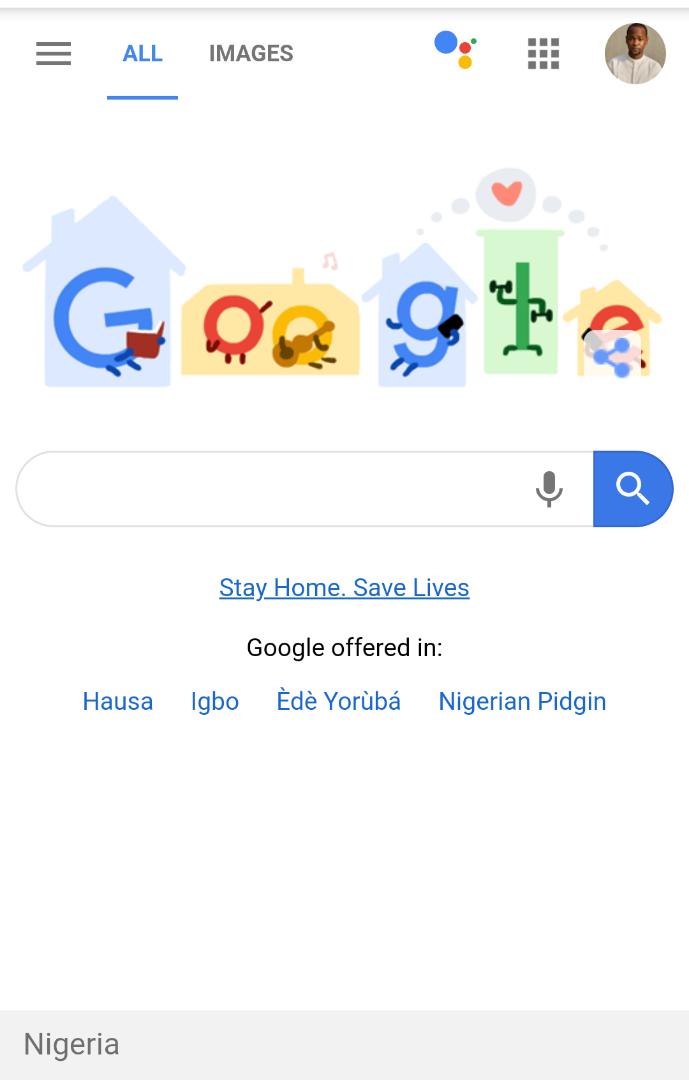 ALL IMAGES
Google
Stay Home. Save Lives
Google offered in:
Hausa Igbo Èdè Yorùbá Nigerian Pidgin
Nigeria